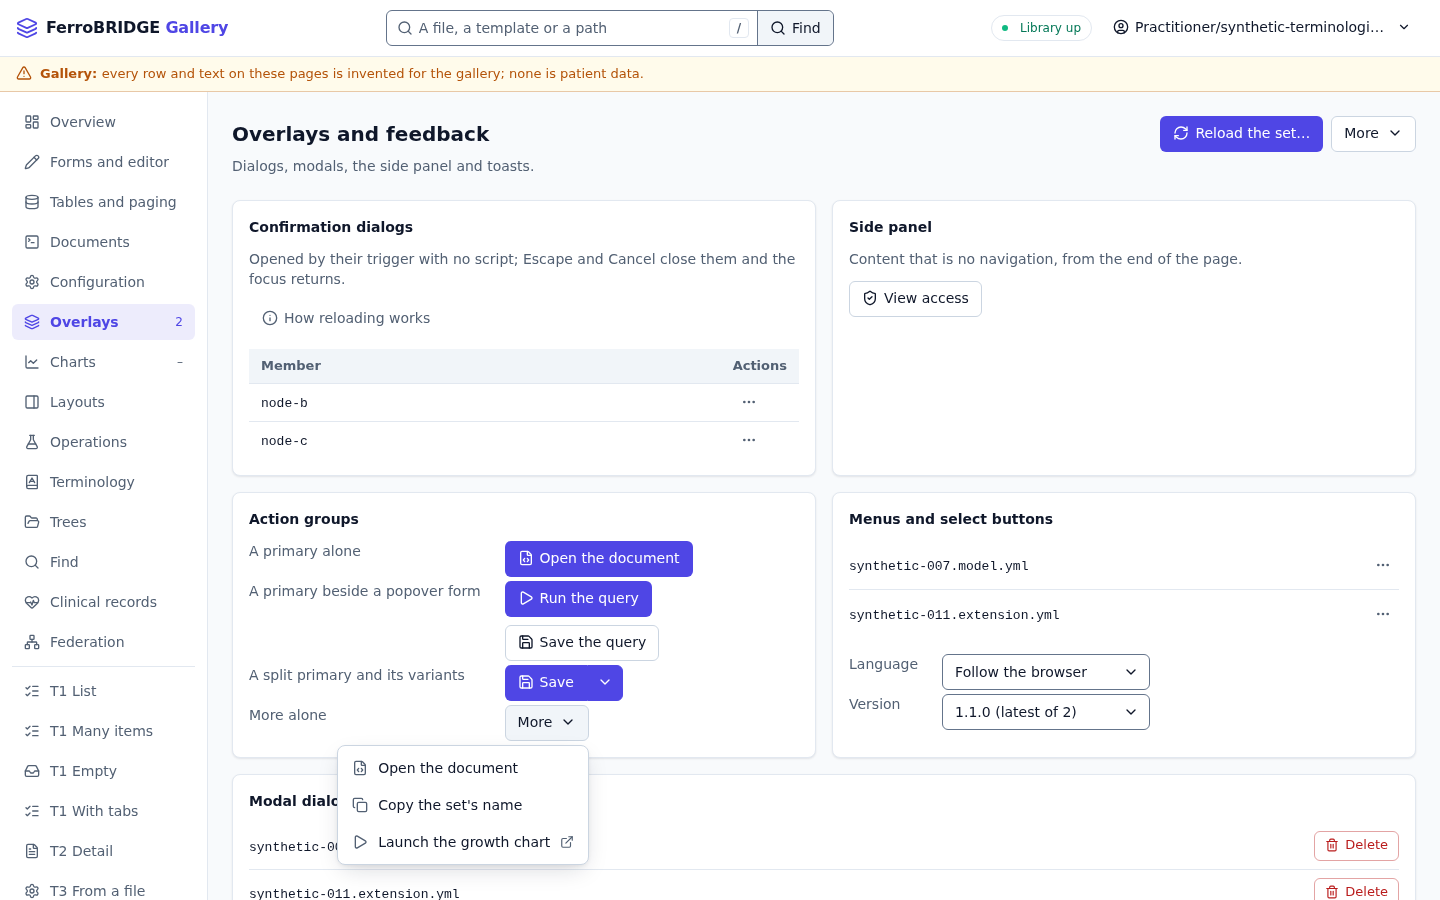 FerroBRIDGE Gallery
A file, a template or a path
/
Find
Library up
Practitioner/synthetic-terminologi...
Gallery: every row and text on these pages is invented for the gallery; none is patient data.
Overview
Forms and editor
Tables and paging
Documents
Configuration
Overlays 2
Charts –
Layouts
Operations
Terminology
Trees
Find
Clinical records
Federation
T1 List
T1 Many items
T1 Empty
T1 With tabs
T2 Detail
T3 From a file
Overlays and feedback
Dialogs, modals, the side panel and toasts.
Reload the set...
More
Confirmation dialogs
Opened by their trigger with no script; Escape and Cancel close them and the
focus returns.
How reloading works
Member Actions
node-b
node-c
Side panel
Content that is no navigation, from the end of the page.
View access
Action groups
A primary alone
Open the document
A primary beside a popover form
Run the query
Save the query
A split primary and its variants
Save
More alone
More
Open the document
Copy the set's name
Launch the growth chart
Menus and select buttons
synthetic-007.model.yml
synthetic-011.extension.yml
Language
Follow the browser
Version
1.1.0 (latest of 2)
Modal dialo
synthetic-00
Delete
synthetic-011.extension.yml
Delete